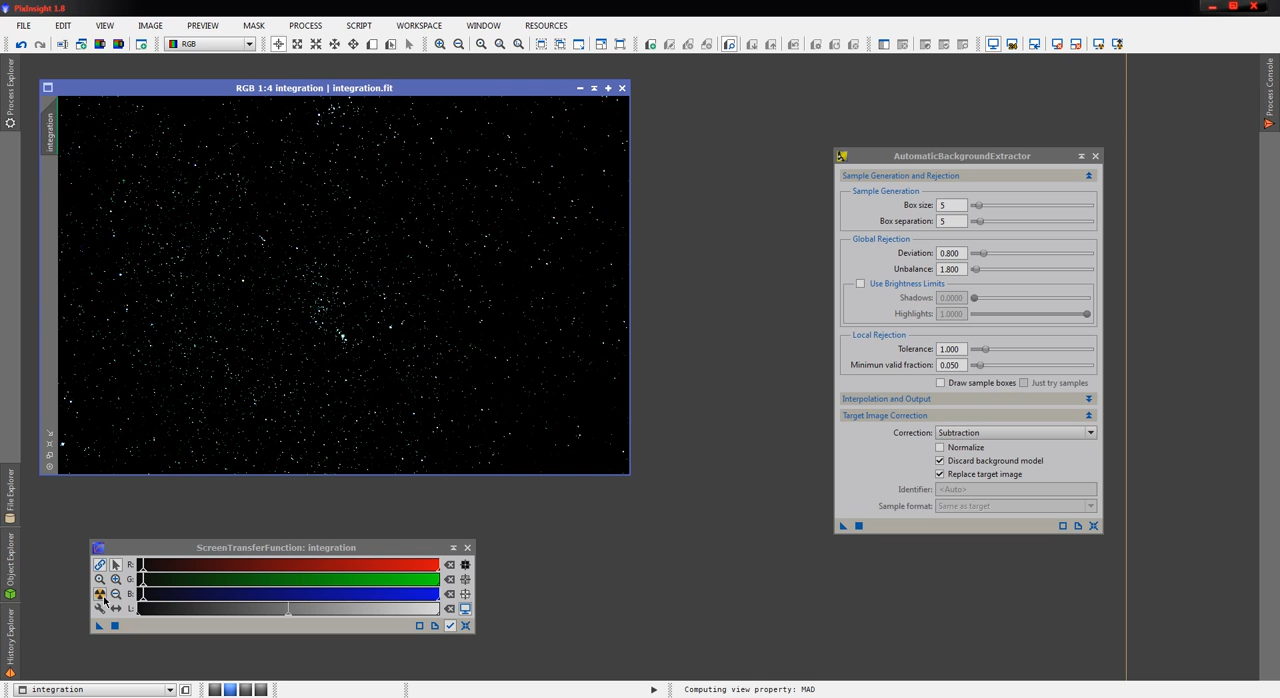 PixInsight 1.8
FILE EDIT VIEW IMAGE PREVIEW MASK PROCESS SCRIPT WORKSPACE WINDOW RESOURCES
RGB
Process Explorer
File Explorer
Object Explorer
History Explorer
Process Console
RGB 1:4 integration | integration.fit
integration
AutomaticBackgroundExtractor
Sample Generation and Rejection
Sample Generation
Box size: 5
Box separation: 5
Global Rejection
Deviation: 0.800
Unbalance: 1.800
Use Brightness Limits
Shadows: 0.0000
Highlights: 1.0000
Local Rejection
Tolerance: 1.000
Minimum valid fraction: 0.050
Draw sample boxes Just try samples
Interpolation and Output
Target Image Correction
Correction: Subtraction
Normalize
Discard background model
Replace target image
Identifier: <Auto>
Sample format: Same as target
ScreenTransferFunction: integration
R:
G:
B:
L:
integration
Computing view property: MAD